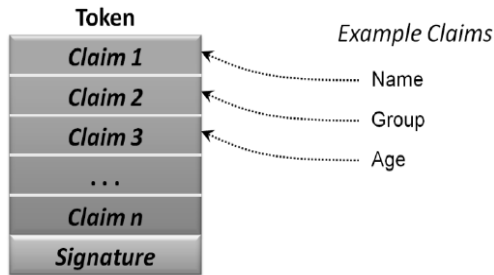 Token
Example Claims
Claim 1
Name
Claim 2
Group
Claim 3
Age
. . .
Claim n
Signature